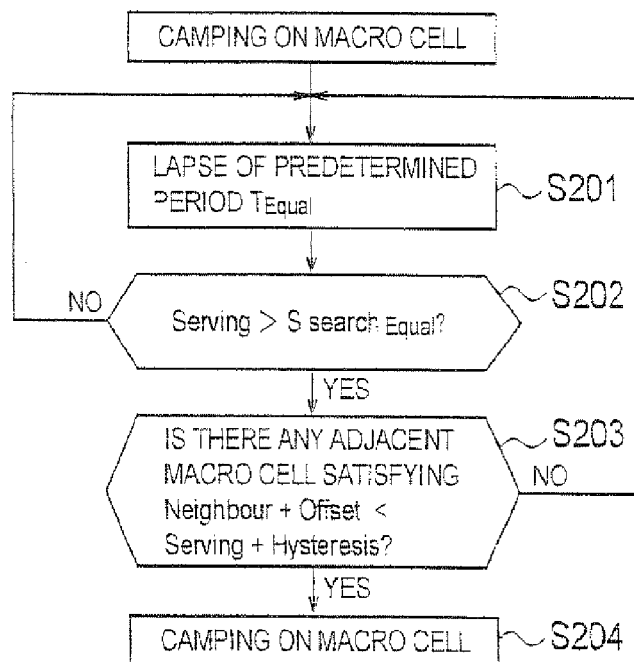 CAMPING ON MACRO CELL
LAPSE OF PREDETERMINED
PERIOD TEqual
S201
S202
NO
Serving > S search Equal?
YES
S203
IS THERE ANY ADJACENT
MACRO CELL SATISFYING
Neighbour + Offset <
Serving + Hysteresis?
NO
YES
S204
CAMPING ON MACRO CELL